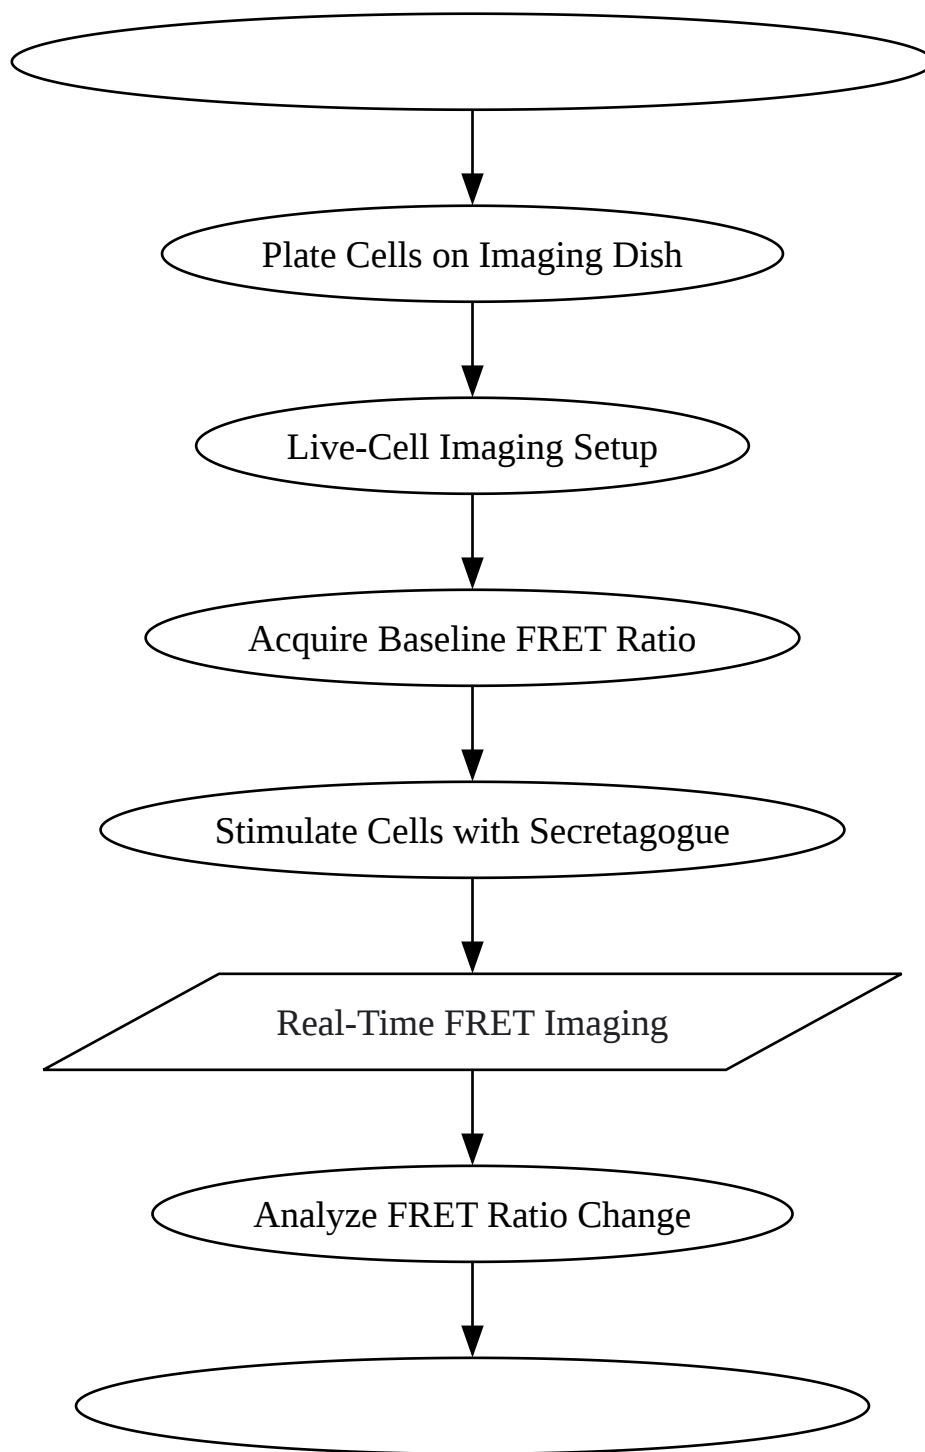 Plate Cells on Imaging Dish
Live-Cell Imaging Setup
Acquire Baseline FRET Ratio
Stimulate Cells with Secretagogue
Real-Time FRET Imaging
Analyze FRET Ratio Change